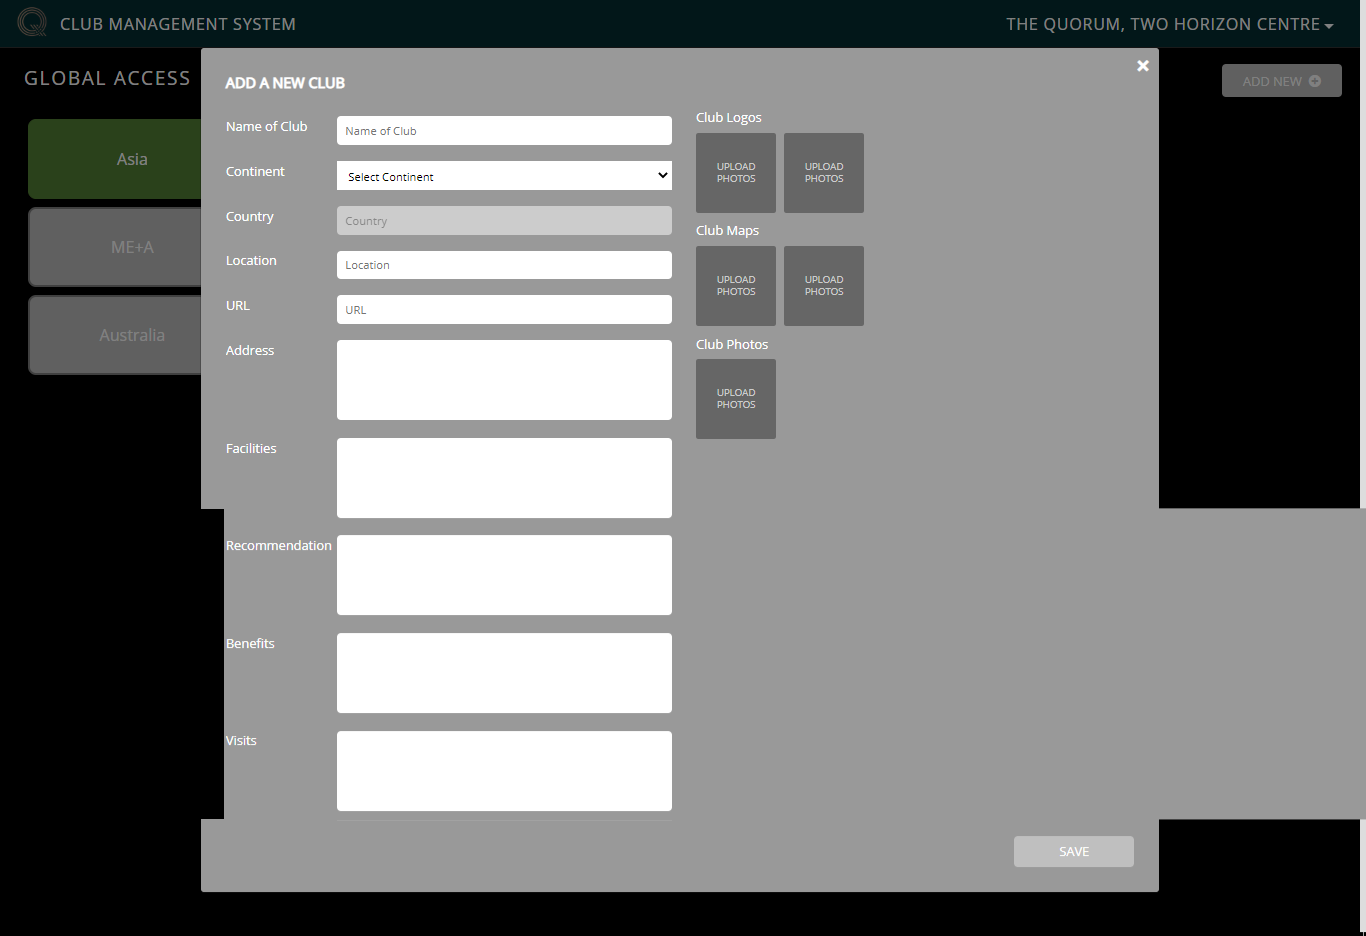 CLUB MANAGEMENT SYSTEM
THE QUORUM, TWO HORIZON CENTRE
GLOBAL ACCESS
ADD NEW
Asia
ME+A
Australia
ADD A NEW CLUB
Name of Club
Name of Club
Continent
Select Continent
Country
Country
Location
Location
URL
URL
Address
Facilities
Recommendation
Benefits
Visits
Club Logos
UPLOAD
PHOTOS
UPLOAD
PHOTOS
Club Maps
UPLOAD
PHOTOS
UPLOAD
PHOTOS
Club Photos
UPLOAD
PHOTOS
SAVE